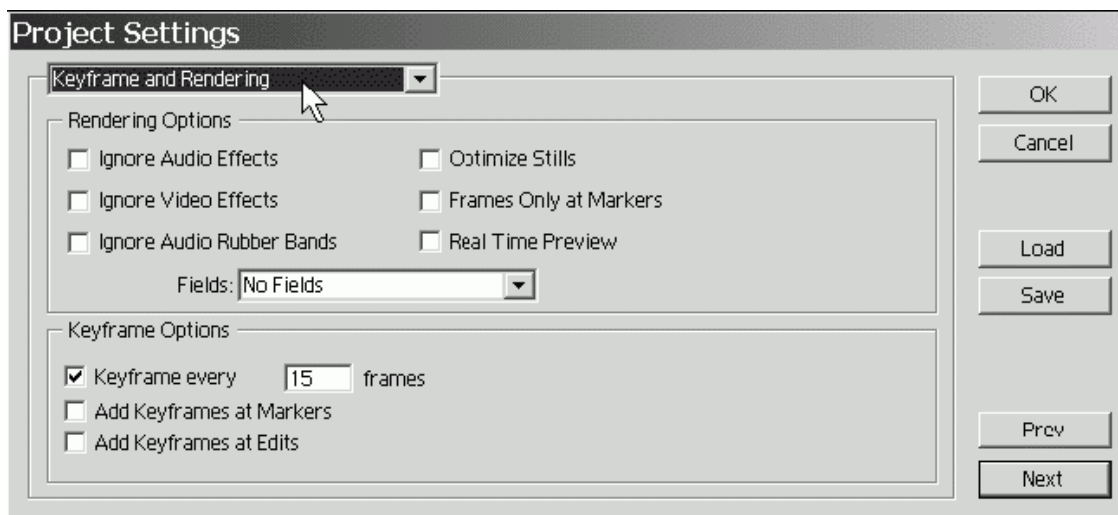 Project Settings
Keyframe and Rendering
OK
Cancel
Rendering Options
Ignore Audio Effects
Optimize Stills
Ignore Video Effects
Frames Only at Markers
Ignore Audio Rubber Bands
Real Time Preview
Fields: No Fields
Load
Save
Keyframe Options
Keyframe every 15 frames
Add Keyframes at Markers
Add Keyframes at Edits
Prev
Next